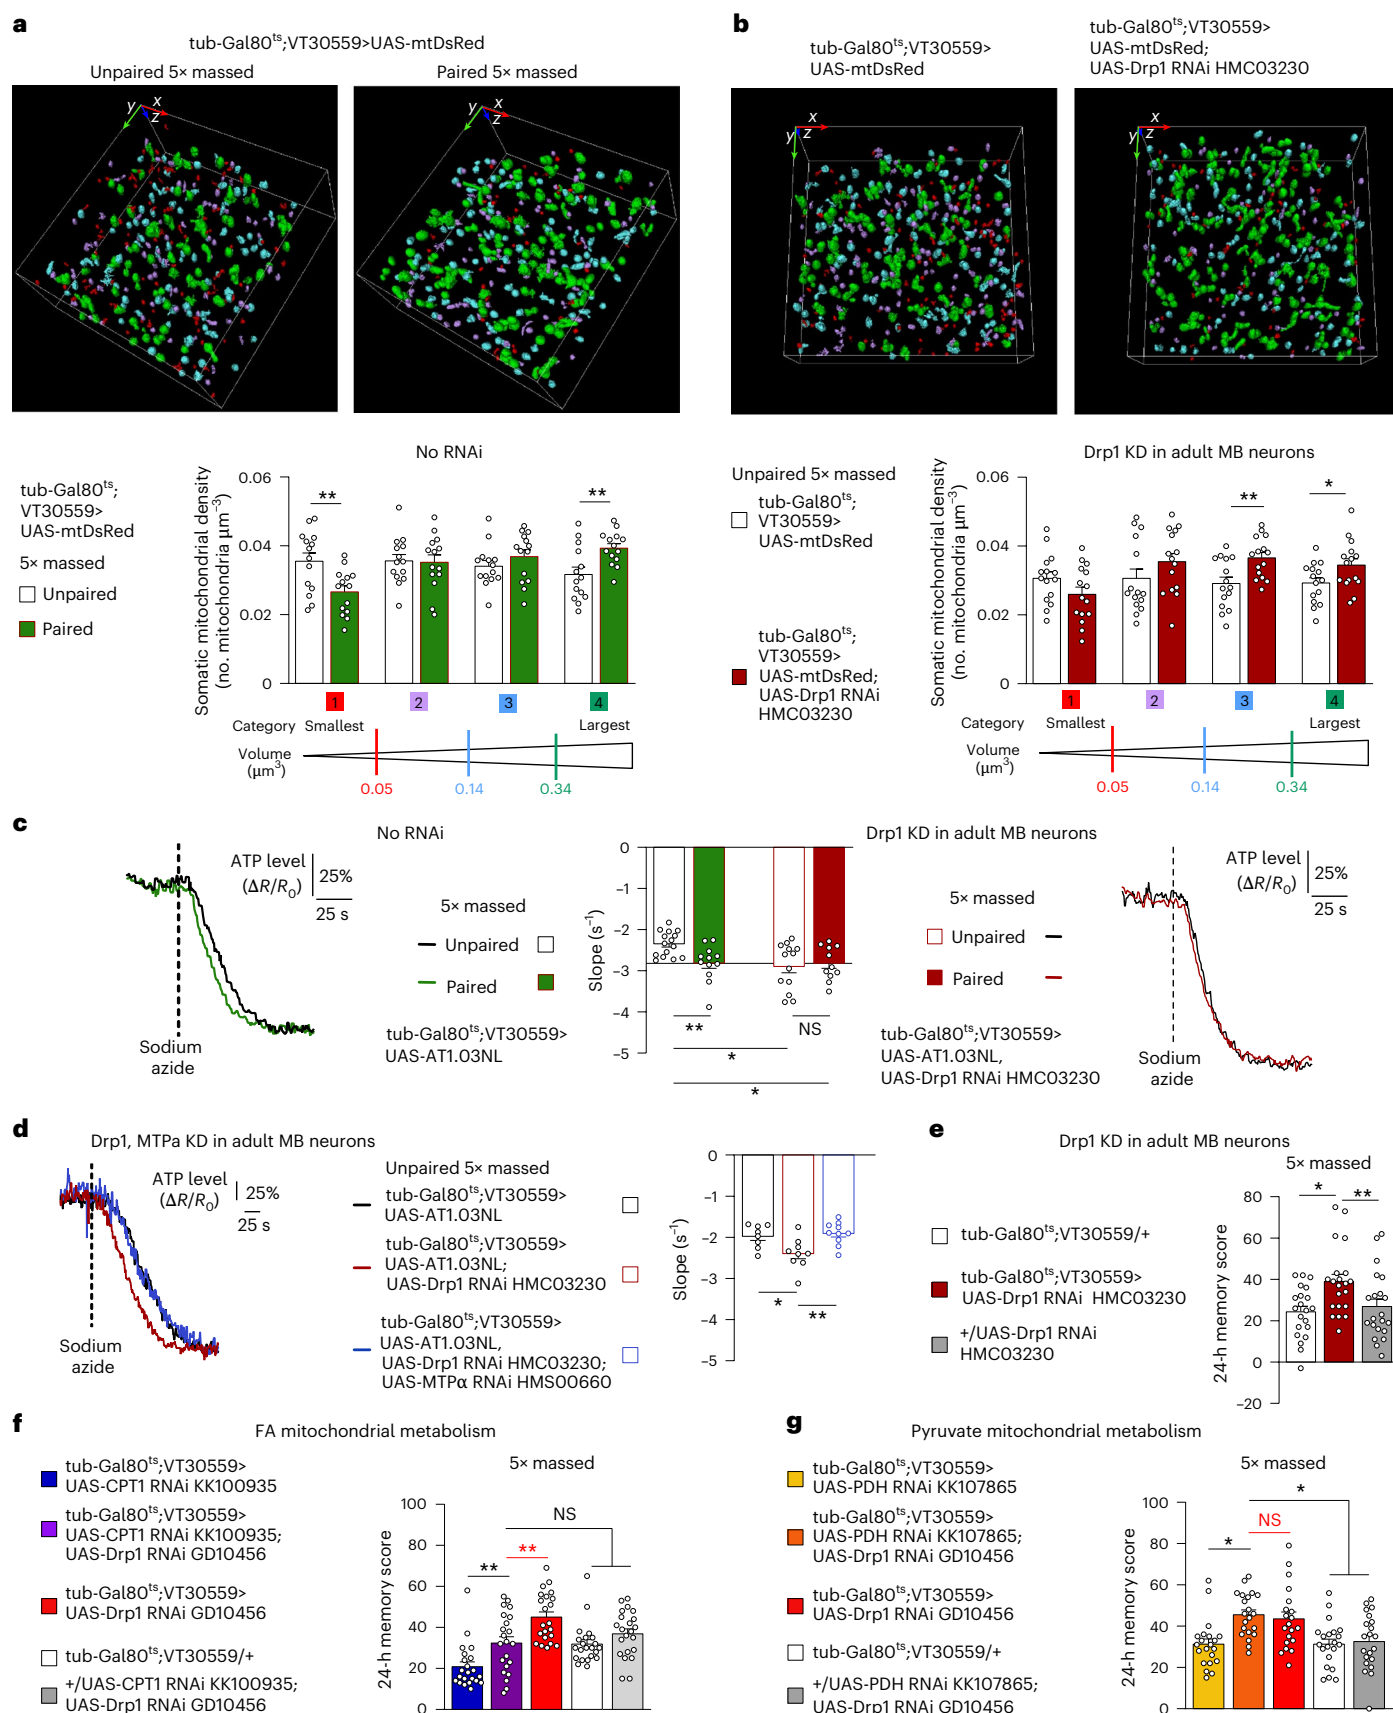 a
tub-Gal80ts;VT30559>UAS-mtDsRed
Unpaired 5× massed
Paired 5× massed
y
x
z
y
x
z
b
tub-Gal80ts;VT30559>
UAS-mtDsRed
tub-Gal80ts;VT30559>
UAS-mtDsRed;
UAS-Drp1 RNAi HMC03230
x
y
z
x
y
z
No RNAi
tub-Gal80ts;
VT30559>
UAS-mtDsRed
5× massed
Unpaired
Paired
Somatic mitochondrial density
(no. mitochondria µm−3)
0.06
0.04
0.02
0
**
**
1
2
3
4
Category
Smallest
Largest
Volume
(µm3)
0.05
0.14
0.34
Drp1 KD in adult MB neurons
Unpaired 5× massed
tub-Gal80ts;
VT30559>
UAS-mtDsRed
tub-Gal80ts;
VT30559>
UAS-mtDsRed;
UAS-Drp1 RNAi
HMC03230
Somatic mitochondrial density
(no. mitochondria µm−3)
0.06
0.04
0.02
0
**
*
1
2
3
4
Category
Smallest
Largest
Volume
(µm3)
0.05
0.14
0.34
c
No RNAi
ATP level
(ΔR/R0)
25%
25 s
Sodium
azide
5× massed
Unpaired
Paired
tub-Gal80ts;VT30559>
UAS-AT1.03NL
Slope (s−1)
0
−1
−2
−3
−4
−5
**
NS
*
*
Drp1 KD in adult MB neurons
5× massed
Unpaired
Paired
tub-Gal80ts;VT30559>
UAS-AT1.03NL,
UAS-Drp1 RNAi HMC03230
ATP level
(ΔR/R0)
25%
25 s
Sodium
azide
d
Drp1, MTPa KD in adult MB neurons
ATP level
(ΔR/R0)
25%
25 s
Sodium
azide
Unpaired 5× massed
tub-Gal80ts;VT30559>
UAS-AT1.03NL
tub-Gal80ts;VT30559>
UAS-AT1.03NL;
UAS-Drp1 RNAi HMC03230
tub-Gal80ts;VT30559>
UAS-AT1.03NL,
UAS-Drp1 RNAi HMC03230;
UAS-MTPα RNAi HMS00660
Slope (s−1)
0
−1
−2
−3
−4
−5
*
**
e
Drp1 KD in adult MB neurons
5× massed
tub-Gal80ts;VT30559/+
tub-Gal80ts;VT30559>
UAS-Drp1 RNAi HMC03230
+/UAS-Drp1 RNAi
HMC03230
24-h memory score
80
60
40
20
0
−20
*
**
f
FA mitochondrial metabolism
tub-Gal80ts;VT30559>
UAS-CPT1 RNAi KK100935
tub-Gal80ts;VT30559>
UAS-CPT1 RNAi KK100935;
UAS-Drp1 RNAi GD10456
tub-Gal80ts;VT30559>
UAS-Drp1 RNAi GD10456
tub-Gal80ts;VT30559/+
+/UAS-CPT1 RNAi KK100935;
UAS-Drp1 RNAi GD10456
5× massed
24-h memory score
100
80
60
40
20
0
**
**
NS
g
Pyruvate mitochondrial metabolism
tub-Gal80ts;VT30559>
UAS-PDH RNAi KK107865
tub-Gal80ts;VT30559>
UAS-PDH RNAi KK107865;
UAS-Drp1 RNAi GD10456
tub-Gal80ts;VT30559>
UAS-Drp1 RNAi GD10456
tub-Gal80ts;VT30559/+
+/UAS-PDH RNAi KK107865;
UAS-Drp1 RNAi GD10456
5× massed
24-h memory score
100
80
60
40
20
0
*
NS
*